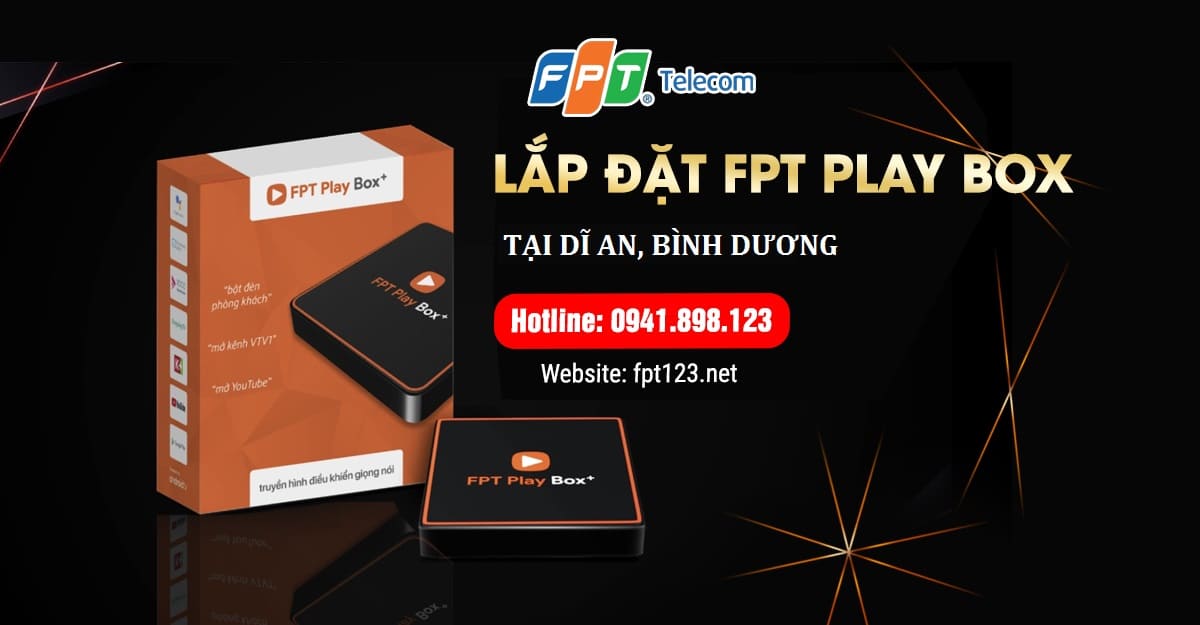 FPT Telecom
LẮP ĐẶT FPT PLAY BOX
TẠI DĨ AN, BÌNH DƯƠNG
Hotline: 0941.898.123
Website: fpt123.net
FPT Play Box+
FPT Play Box+
"bật đèn
phòng khách"
"mở kênh VTV1"
"mở YouTube"
truyền hình điều khiển giọng nói
FPT Play Box+